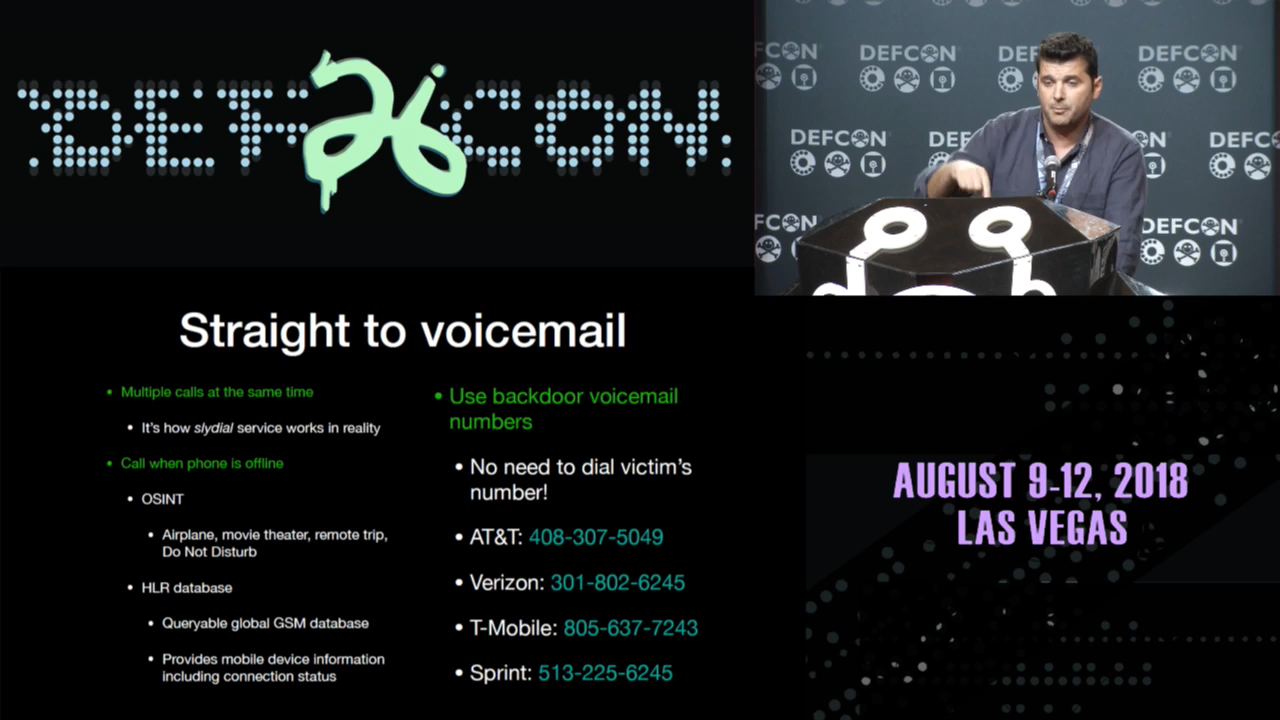 DEFCON
26
DEFCON
DEFCON
DEFCON
DEFCON
DEFCON
DEFCON
DEFCON
Straight to voicemail
• Multiple calls at the same time
• It's how slydial service works in reality
• Call when phone is offline
• OSINT
• Airplane, movie theater, remote trip,
Do Not Disturb
• HLR database
• Queryable global GSM database
• Provides mobile device information
including connection status
• Use backdoor voicemail
numbers
• No need to dial victim's
number!
• AT&T: 408-307-5049
• Verizon: 301-802-6245
• T-Mobile: 805-637-7243
• Sprint: 513-225-6245
AUGUST 9-12, 2018
LAS VEGAS